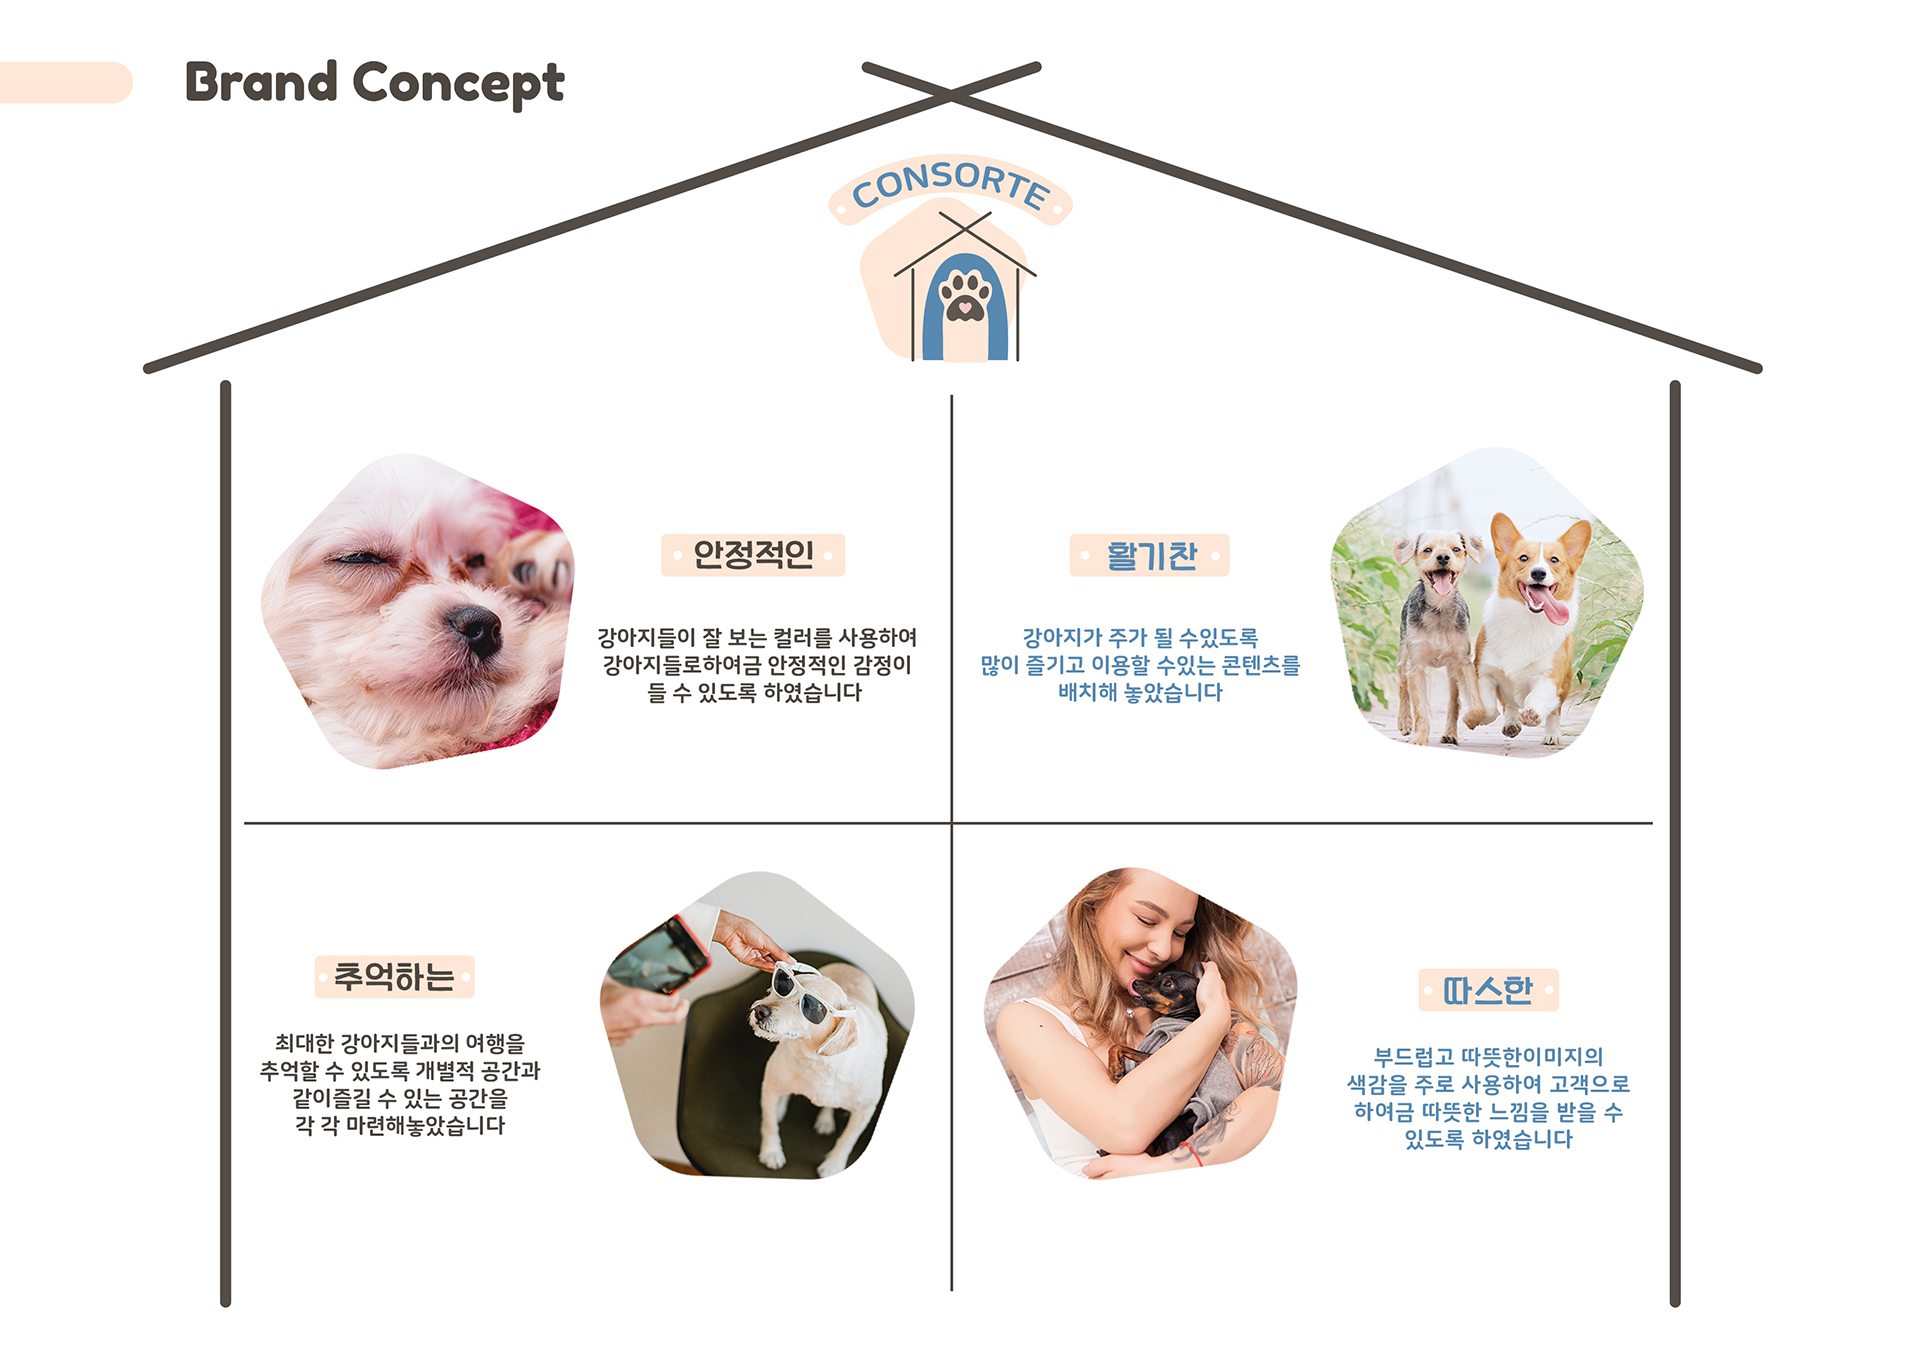 Brand Concept
CONSORTE
안정적인
강아지들이 잘 보는 컬러를 사용하여
강아지들로하여금 안정적인 감정이
들 수 있도록 하였습니다
활기찬
강아지가 주가 될 수있도록
많이 즐기고 이용할 수있는 콘텐츠를
배치해 놓았습니다
추억하는
최대한 강아지들과의 여행을
추억할 수 있도록 개별적 공간과
같이즐길 수 있는 공간을
각 각 마련해놓았습니다
따스한
부드럽고 따뜻한이미지의
색감을 주로 사용하여 고객으로
하여금 따뜻한 느낌을 받을 수
있도록 하였습니다